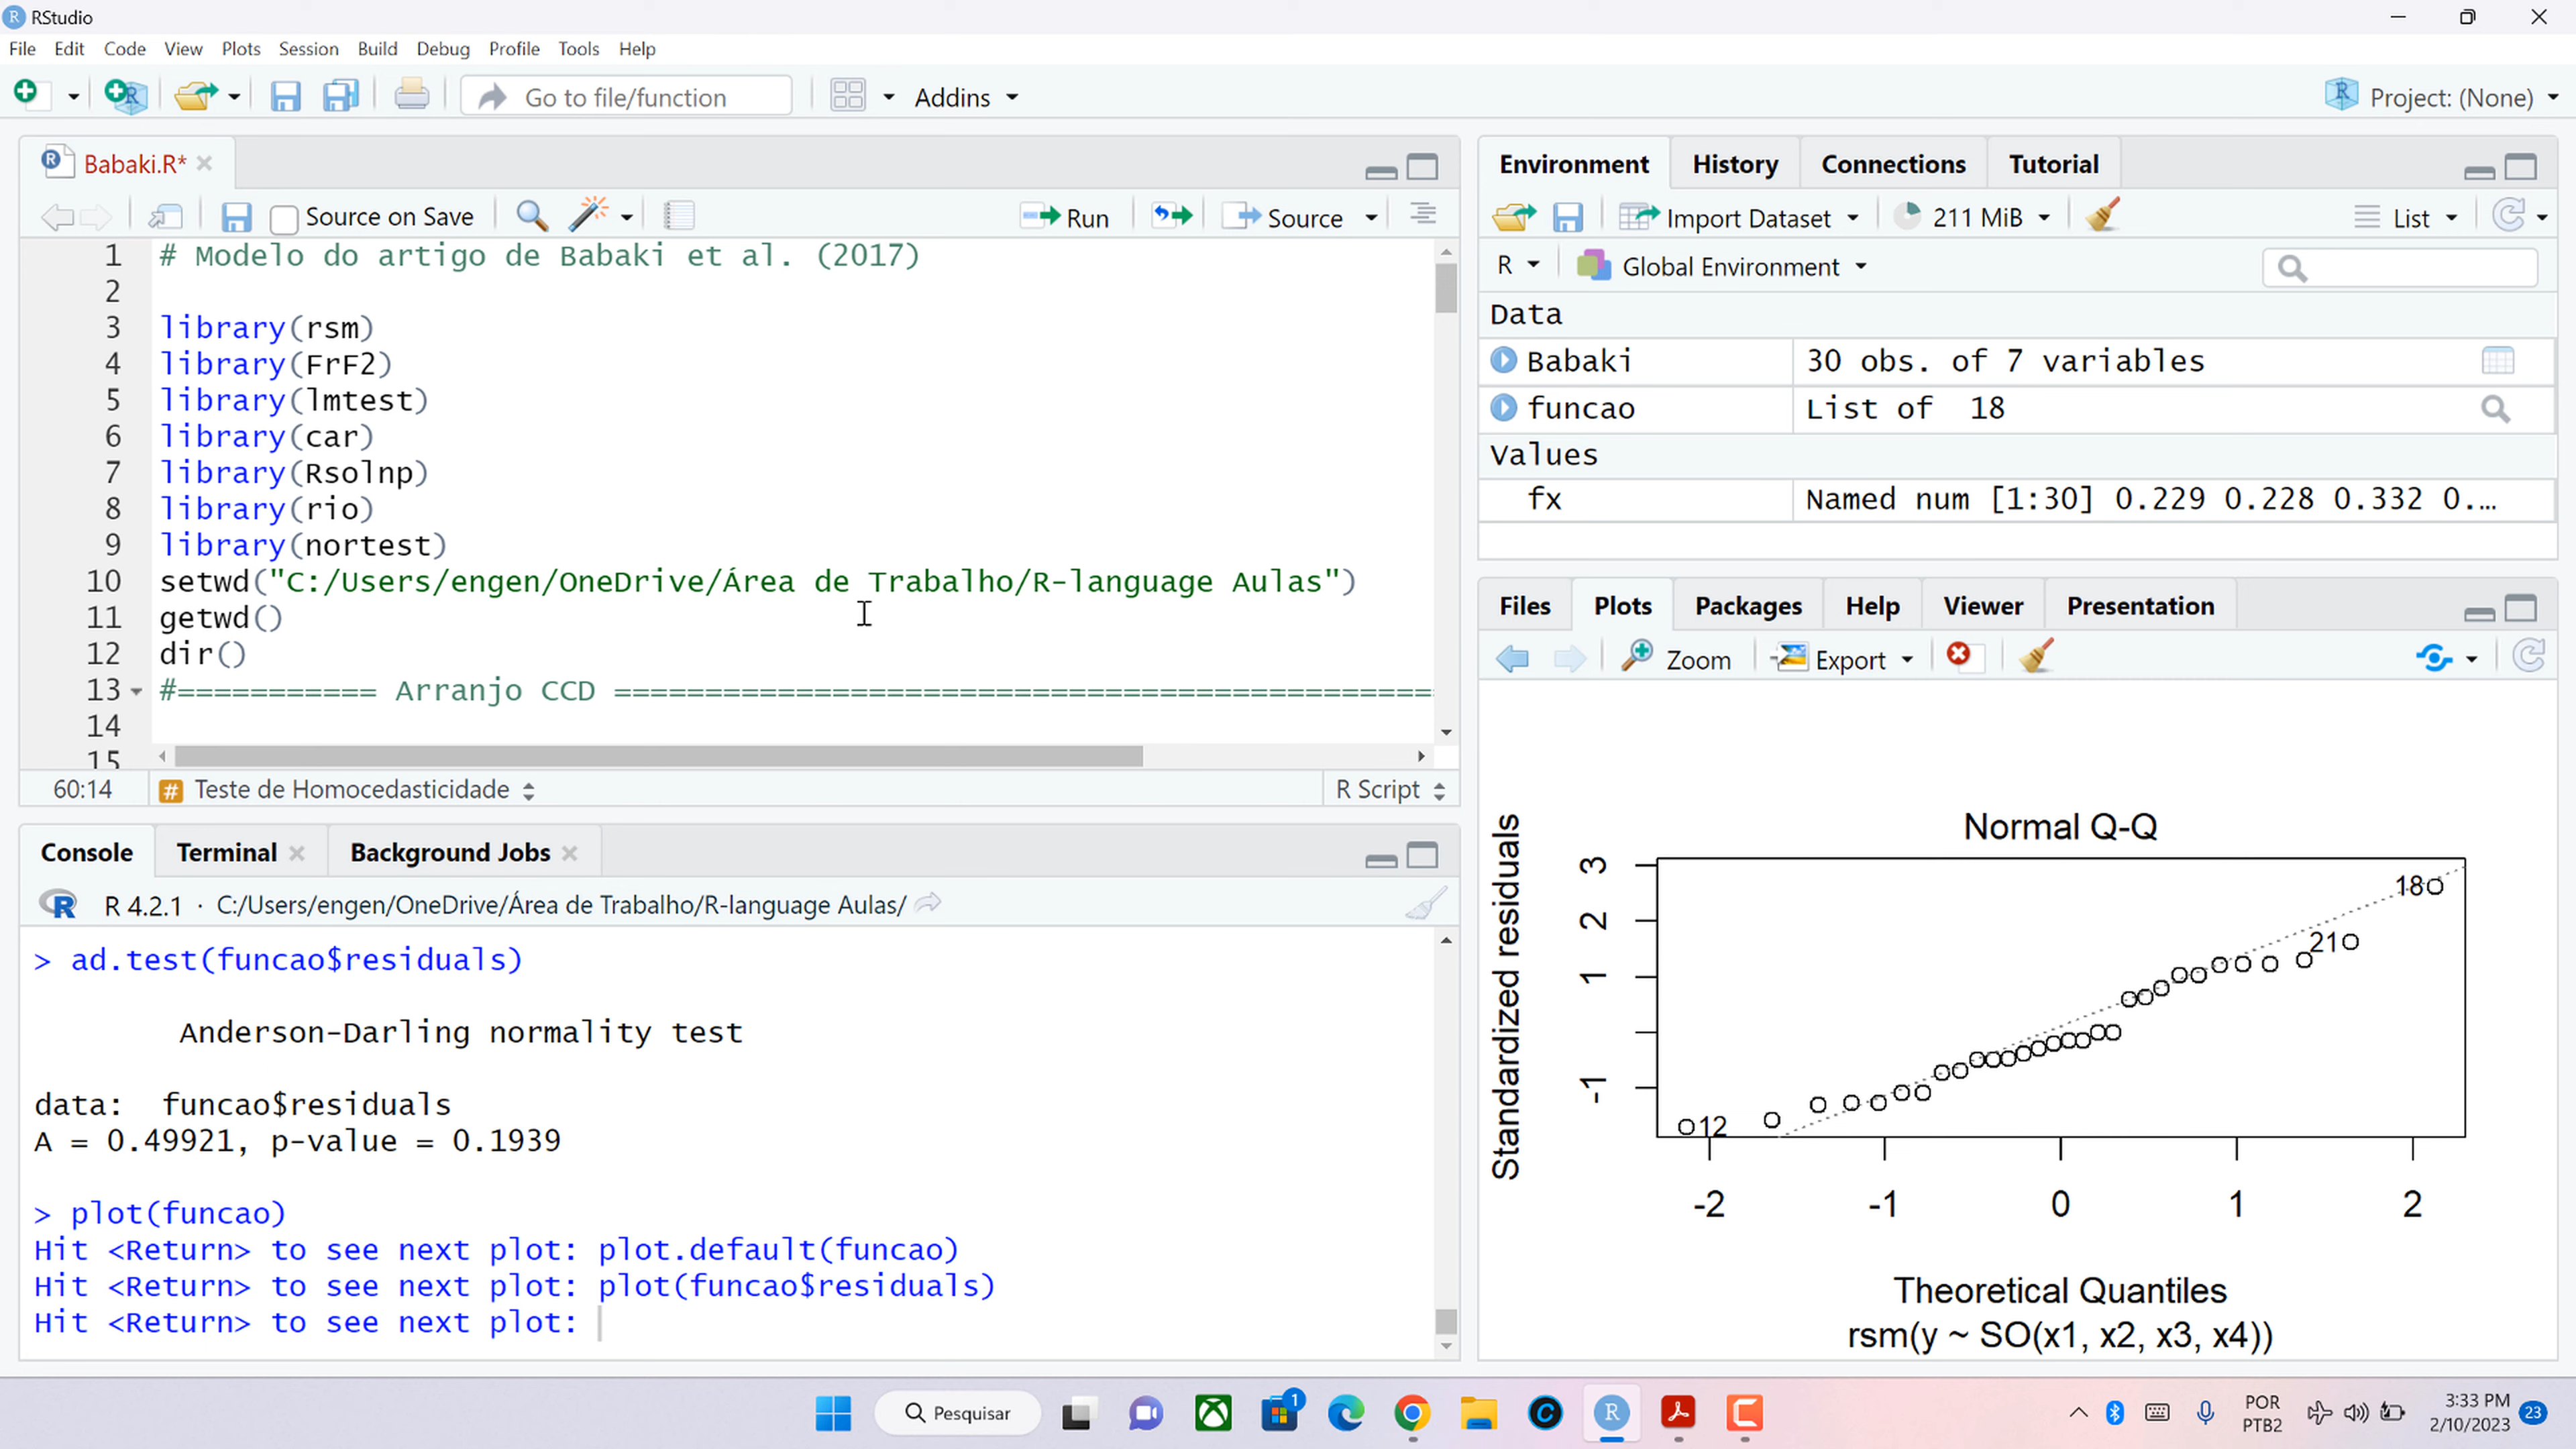 RStudio
File Edit Code View Plots Session Build Debug Profile Tools Help
Go to file/function Addins Project: (None)
Babaki.R*
Source on Save Run Source
1 # Modelo do artigo de Babaki et al. (2017)
2
3 library(rsm)
4 library(FrF2)
5 library(lmtest)
6 library(car)
7 library(Rsolnp)
8 library(rio)
9 library(nortest)
10 setwd("C:/Users/engen/OneDrive/Área de Trabalho/R-language Aulas")
11 getwd()
12 dir()
13 #=========== Arranjo CCD =============================================
14
15
60:14 # Teste de Homocedasticidade R Script
Console Terminal Background Jobs
R 4.2.1 · C:/Users/engen/OneDrive/Área de Trabalho/R-language Aulas/
> ad.test(funcao$residuals)
Anderson-Darling normality test
data: funcao$residuals
A = 0.49921, p-value = 0.1939
> plot(funcao)
Hit <Return> to see next plot: plot.default(funcao)
Hit <Return> to see next plot: plot(funcao$residuals)
Hit <Return> to see next plot:
Environment History Connections Tutorial
Import Dataset 211 MiB List
R Global Environment
Data
Babaki 30 obs. of 7 variables
funcao List of 18
Values
fx Named num [1:30] 0.229 0.228 0.332 0.…
Files Plots Packages Help Viewer Presentation
Zoom Export
Normal Q-Q
Standardized residuals
3
2
1
-1
18
21
12
-2 -1 0 1 2
Theoretical Quantiles
rsm(y ~ SO(x1, x2, x3, x4))
Pesquisar
1
POR
PTB2
3:33 PM
2/10/2023
23